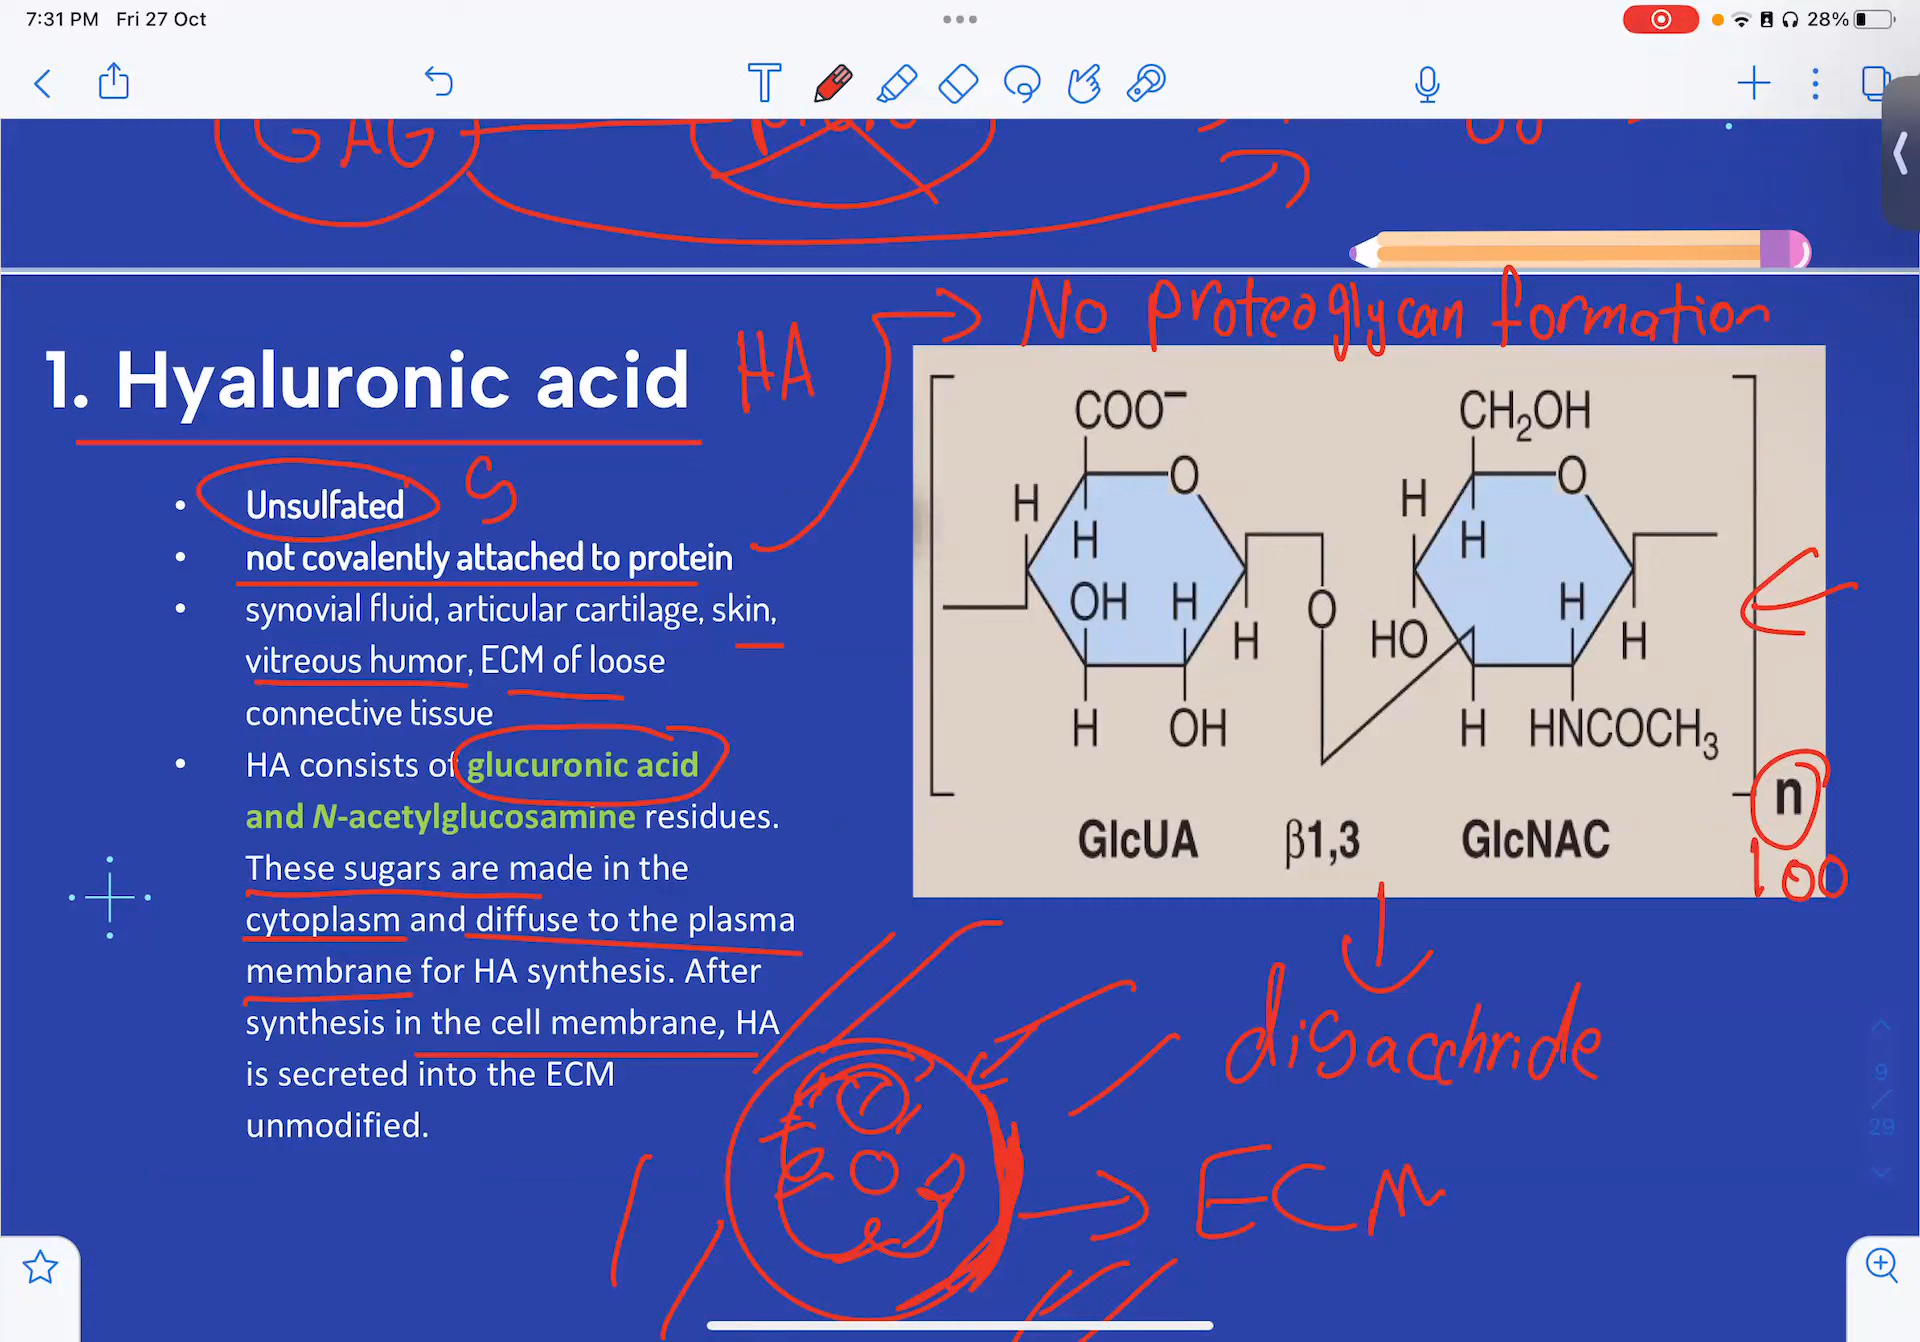 7:31 PM Fri 27 Oct
28%
GAG
No proteoglycan formation
1. Hyaluronic acid HA
• Unsulfated S
• not covalently attached to protein
• synovial fluid, articular cartilage, skin,
vitreous humor, ECM of loose
connective tissue
• HA consists of glucuronic acid
and N-acetylglucosamine residues.
These sugars are made in the
cytoplasm and diffuse to the plasma
membrane for HA synthesis. After
synthesis in the cell membrane, HA
is secreted into the ECM
unmodified.
COO⁻ CH₂OH
O O
H H
H H
OH H O H
H HO H
H OH H HNCOCH₃
n
GlcUA β1,3 GlcNAC
100
disacchride
ECM
9
/
29